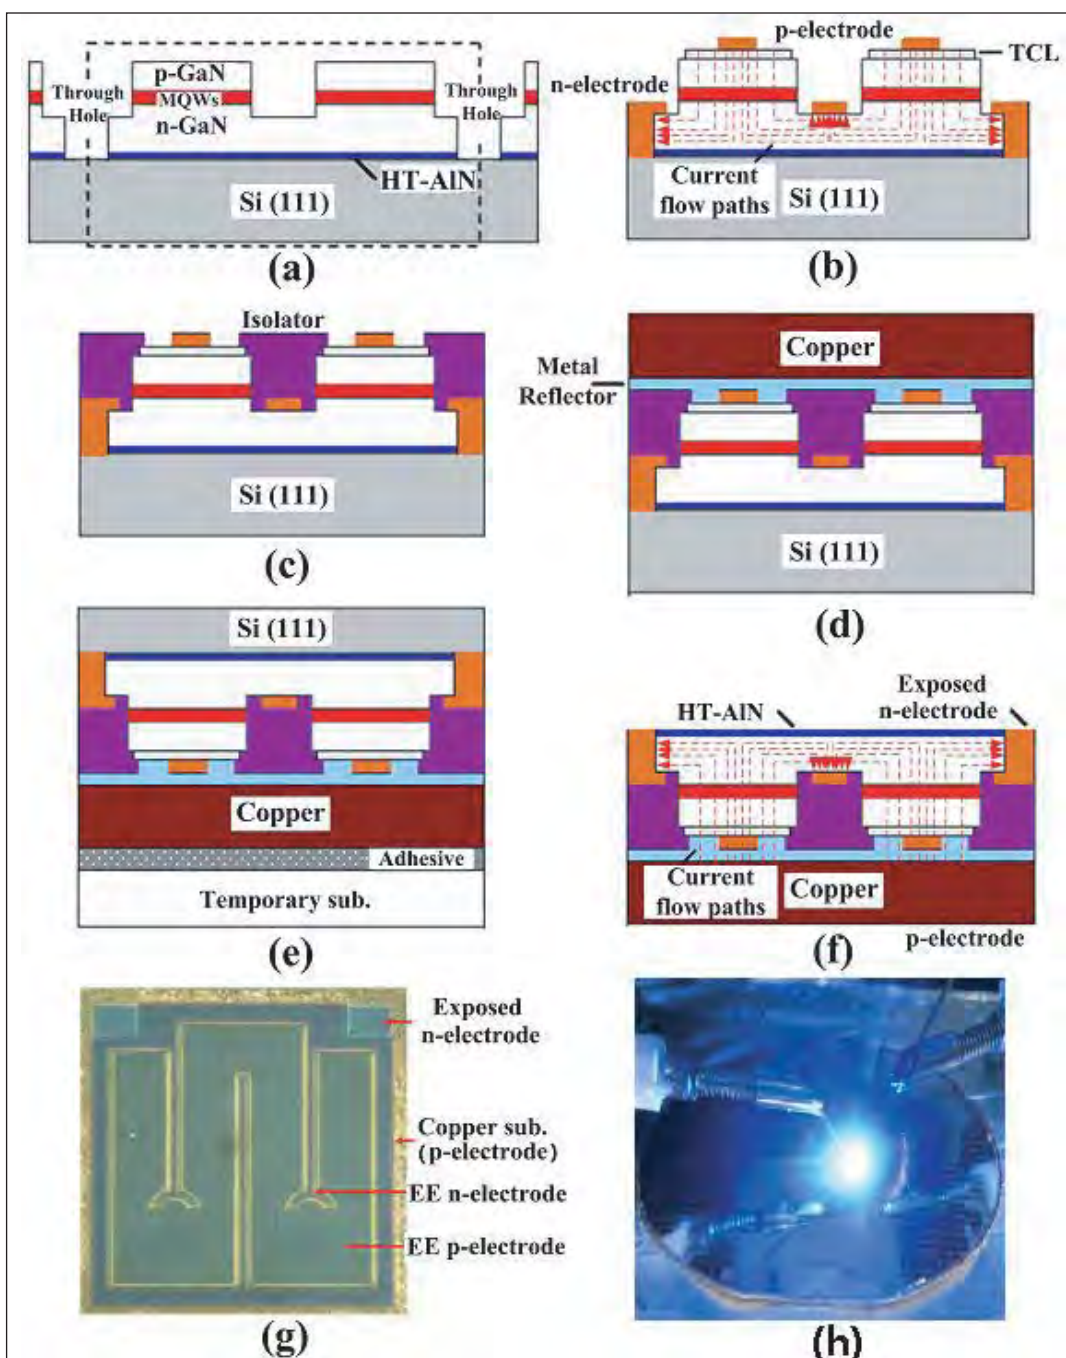 p-GaN
MQWs
n-GaN
Through
Hole
Through
Hole
HT-AlN
Si (111)
(a)
p-electrode
TCL
n-electrode
Current
flow paths
Si (111)
(b)
Isolator
Si (111)
(c)
Copper
Metal
Reflector
Si (111)
(d)
Si (111)
Copper
Adhesive
Temporary sub.
(e)
Exposed
n-electrode
HT-AlN
Current
flow paths
Copper
p-electrode
(f)
Exposed
n-electrode
Copper sub.
(p-electrode)
EE n-electrode
EE p-electrode
(g)
(h)